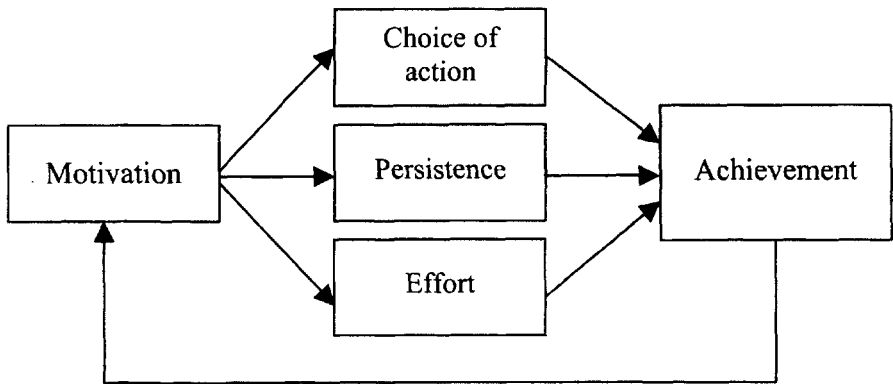 Choice of
action
Motivation
Persistence
Achievement
Effort